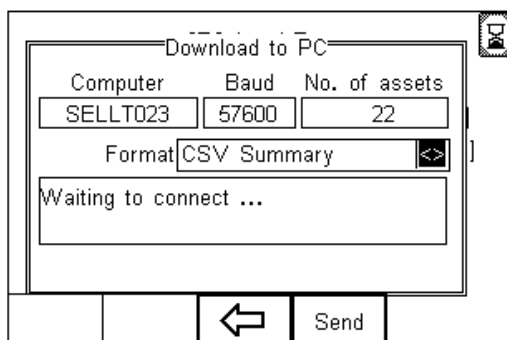 Download to PC
Computer Baud No. of assets
SELLT023 57600 22
Format CSV Summary <>
Waiting to connect ...
Send